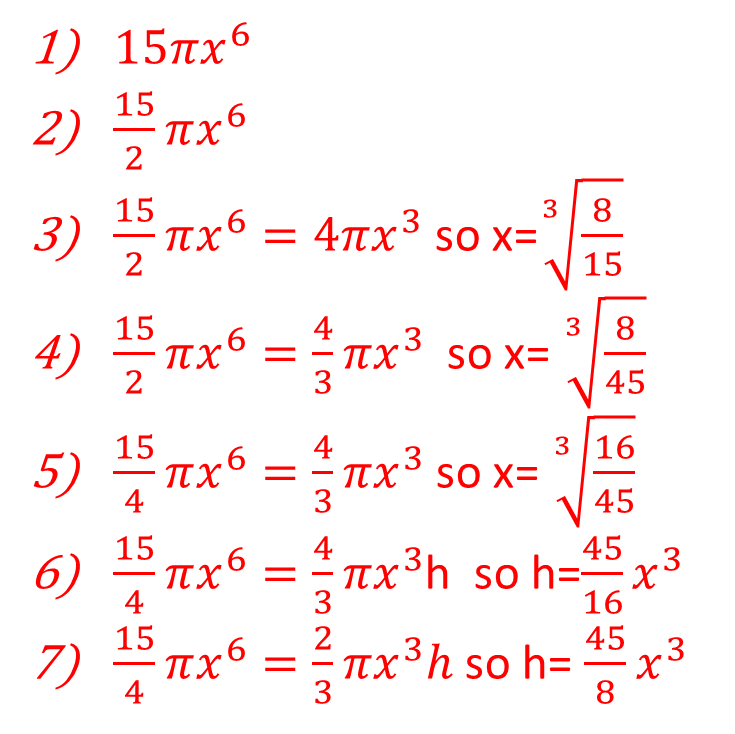 1) 15πx⁶
2) 15/2 πx⁶
3) 15/2 πx⁶ = 4πx³ so x=∛(8/15)
4) 15/2 πx⁶ = 4/3 πx³ so x= ∛(8/45)
5) 15/4 πx⁶ = 4/3 πx³ so x= ∛(16/45)
6) 15/4 πx⁶ = 4/3 πx³h so h=45/16 x³
7) 15/4 πx⁶ = 2/3 πx³h so h= 45/8 x³